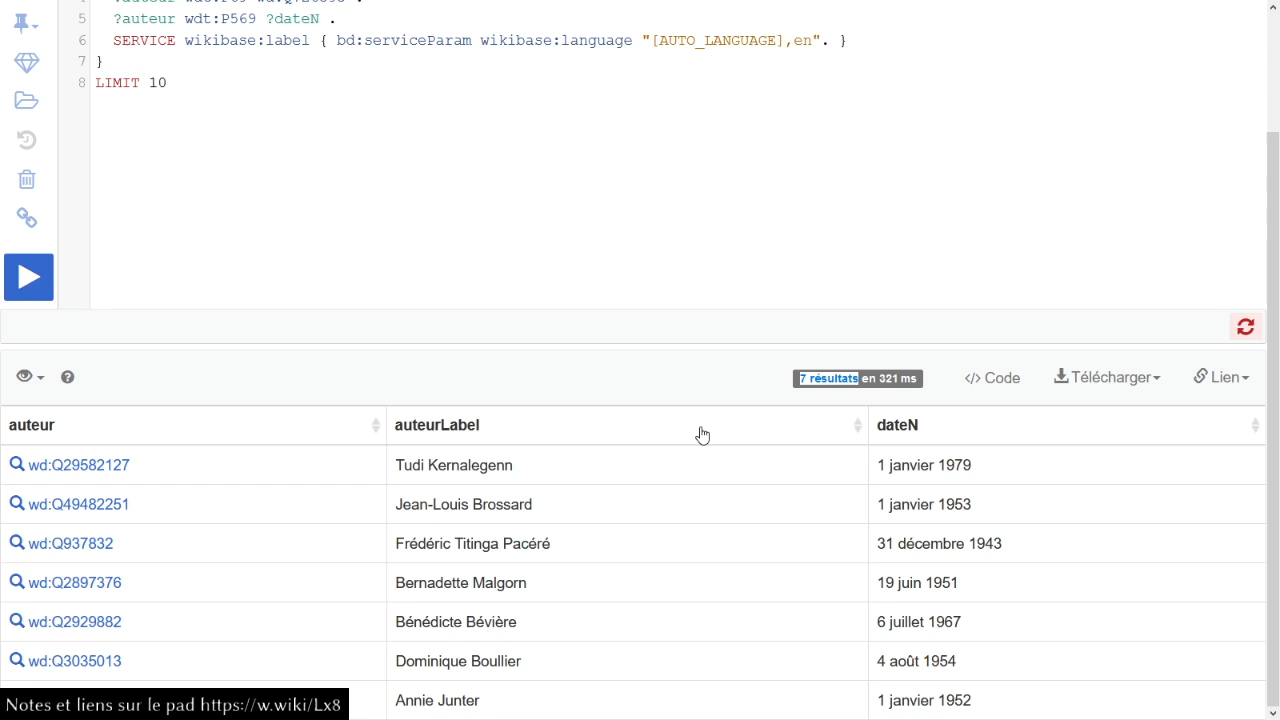 5 ?auteur wdt:P569 ?dateN .
6 SERVICE wikibase:label { bd:serviceParam wikibase:language "[AUTO_LANGUAGE],en". }
7 }
8 LIMIT 10
7 résultats en 321 ms
</> Code
Télécharger
Lien
auteur auteurLabel dateN
wd:Q29582127 Tudi Kernalegenn 1 janvier 1979
wd:Q49482251 Jean-Louis Brossard 1 janvier 1953
wd:Q937832 Frédéric Titinga Pacéré 31 décembre 1943
wd:Q2897376 Bernadette Malgorn 19 juin 1951
wd:Q2929882 Bénédicte Bévière 6 juillet 1967
wd:Q3035013 Dominique Boullier 4 août 1954
Annie Junter 1 janvier 1952
Notes et liens sur le pad https://w.wiki/Lx8